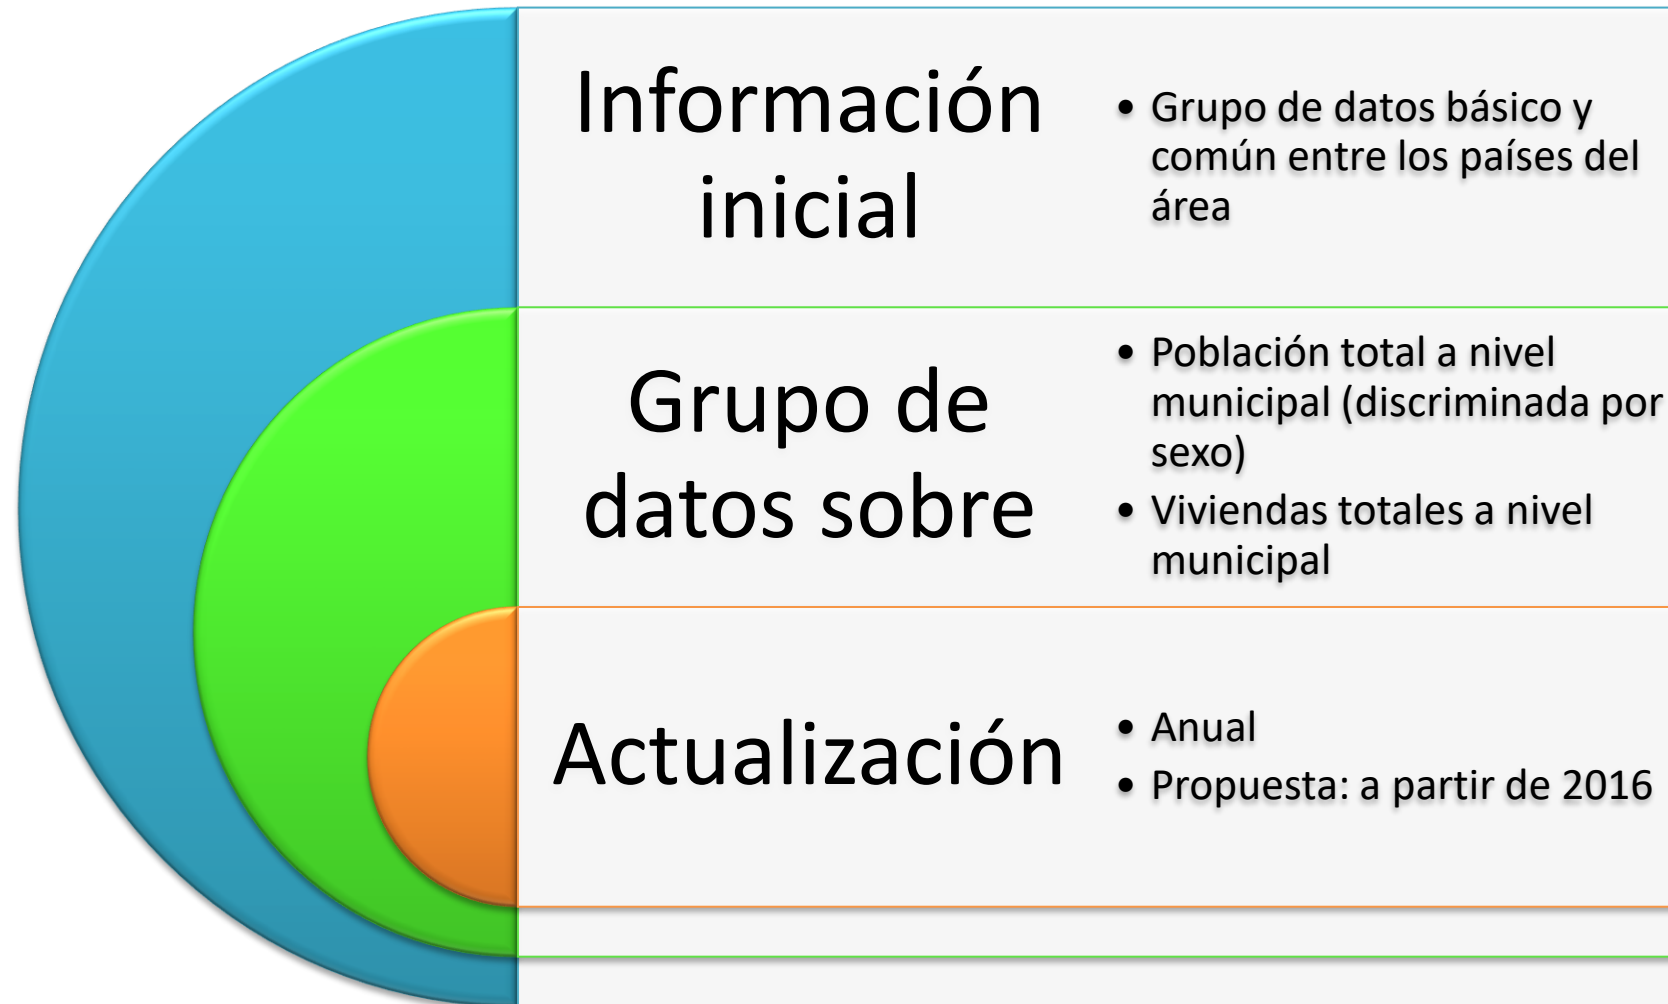 Información
inicial
• Grupo de datos básico y
común entre los países del
área
Grupo de
datos sobre
• Población total a nivel
municipal (discriminada por
sexo)
• Viviendas totales a nivel
municipal
Actualización
• Anual
• Propuesta: a partir de 2016